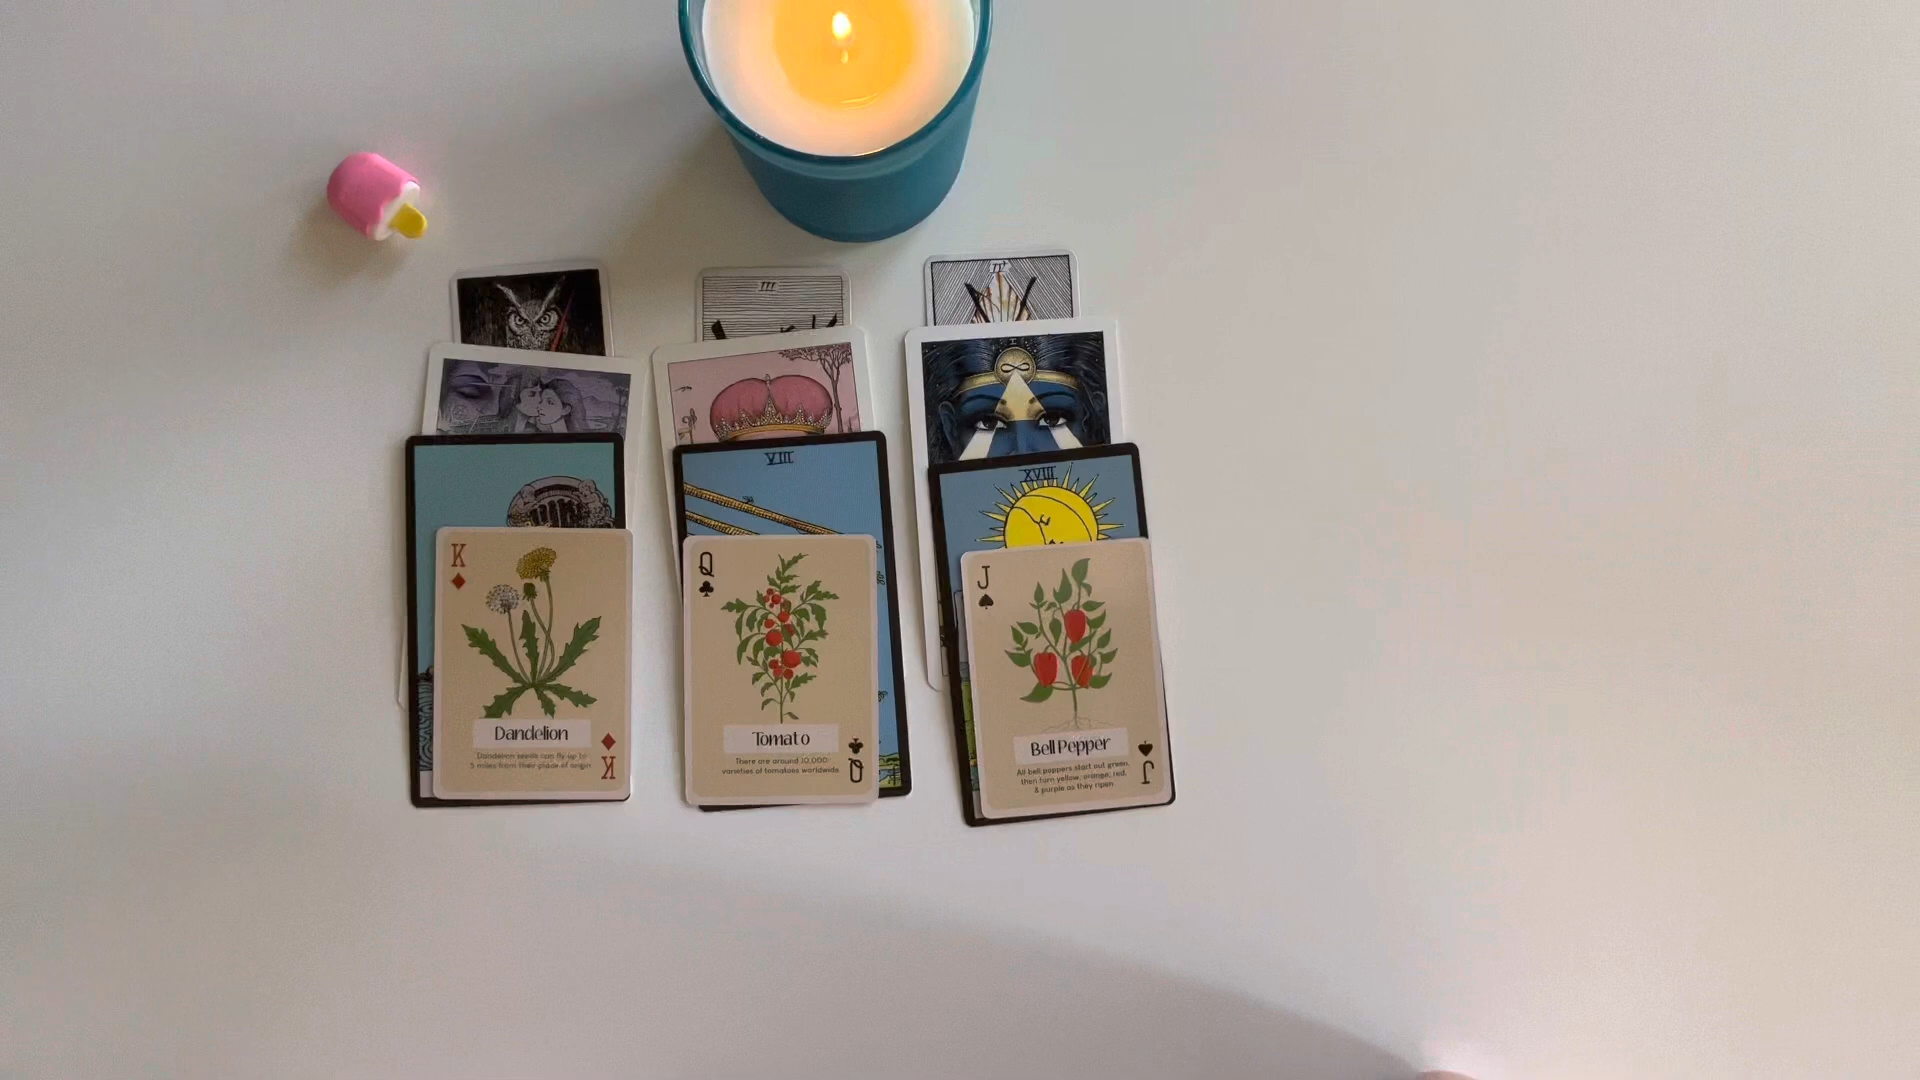 III
IV
I
VIII
XVIII
K
Dandelion
Dandelion seeds can fly up to
5 miles from their place of origin
K
Q
Tomato
There are around 10,000
varieties of tomatoes worldwide
Q
J
Bell Pepper
All bell peppers start out green,
then turn yellow, orange, red,
& purple as they ripen
J